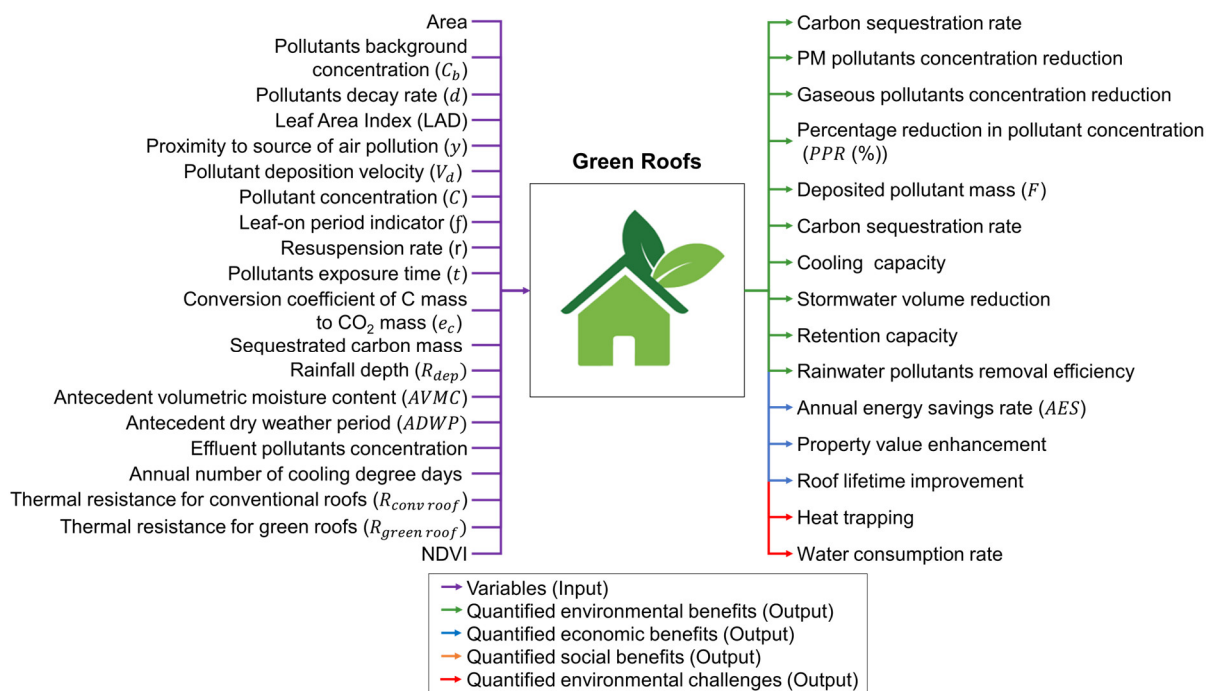 Area
Pollutants background
concentration (C_b)
Pollutants decay rate (d)
Leaf Area Index (LAD)
Proximity to source of air pollution (y)
Pollutant deposition velocity (V_d)
Pollutant concentration (C)
Leaf-on period indicator (f)
Resuspension rate (r)
Pollutants exposure time (t)
Conversion coefficient of C mass
to CO₂ mass (e_c)
Sequestrated carbon mass
Rainfall depth (R_dep)
Antecedent volumetric moisture content (AVMC)
Antecedent dry weather period (ADWP)
Effluent pollutants concentration
Annual number of cooling degree days
Thermal resistance for conventional roofs (R_conv roof)
Thermal resistance for green roofs (R_green roof)
NDVI
Green Roofs
Carbon sequestration rate
PM pollutants concentration reduction
Gaseous pollutants concentration reduction
Percentage reduction in pollutant concentration
(PPR (%))
Deposited pollutant mass (F)
Carbon sequestration rate
Cooling capacity
Stormwater volume reduction
Retention capacity
Rainwater pollutants removal efficiency
Annual energy savings rate (AES)
Property value enhancement
Roof lifetime improvement
Heat trapping
Water consumption rate
Variables (Input)
Quantified environmental benefits (Output)
Quantified economic benefits (Output)
Quantified social benefits (Output)
Quantified environmental challenges (Output)